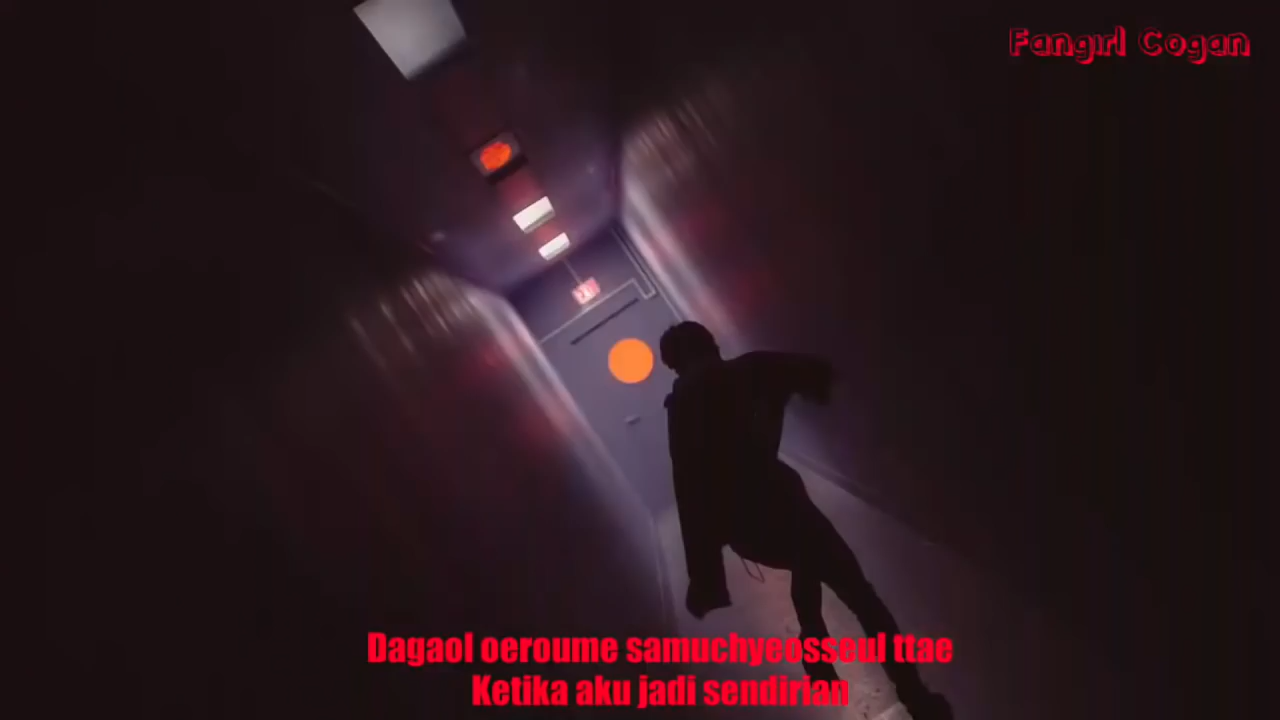 Fangirl Cogan
Dagaol oeroume samuchyeosseul ttae
Ketika aku jadi sendirian